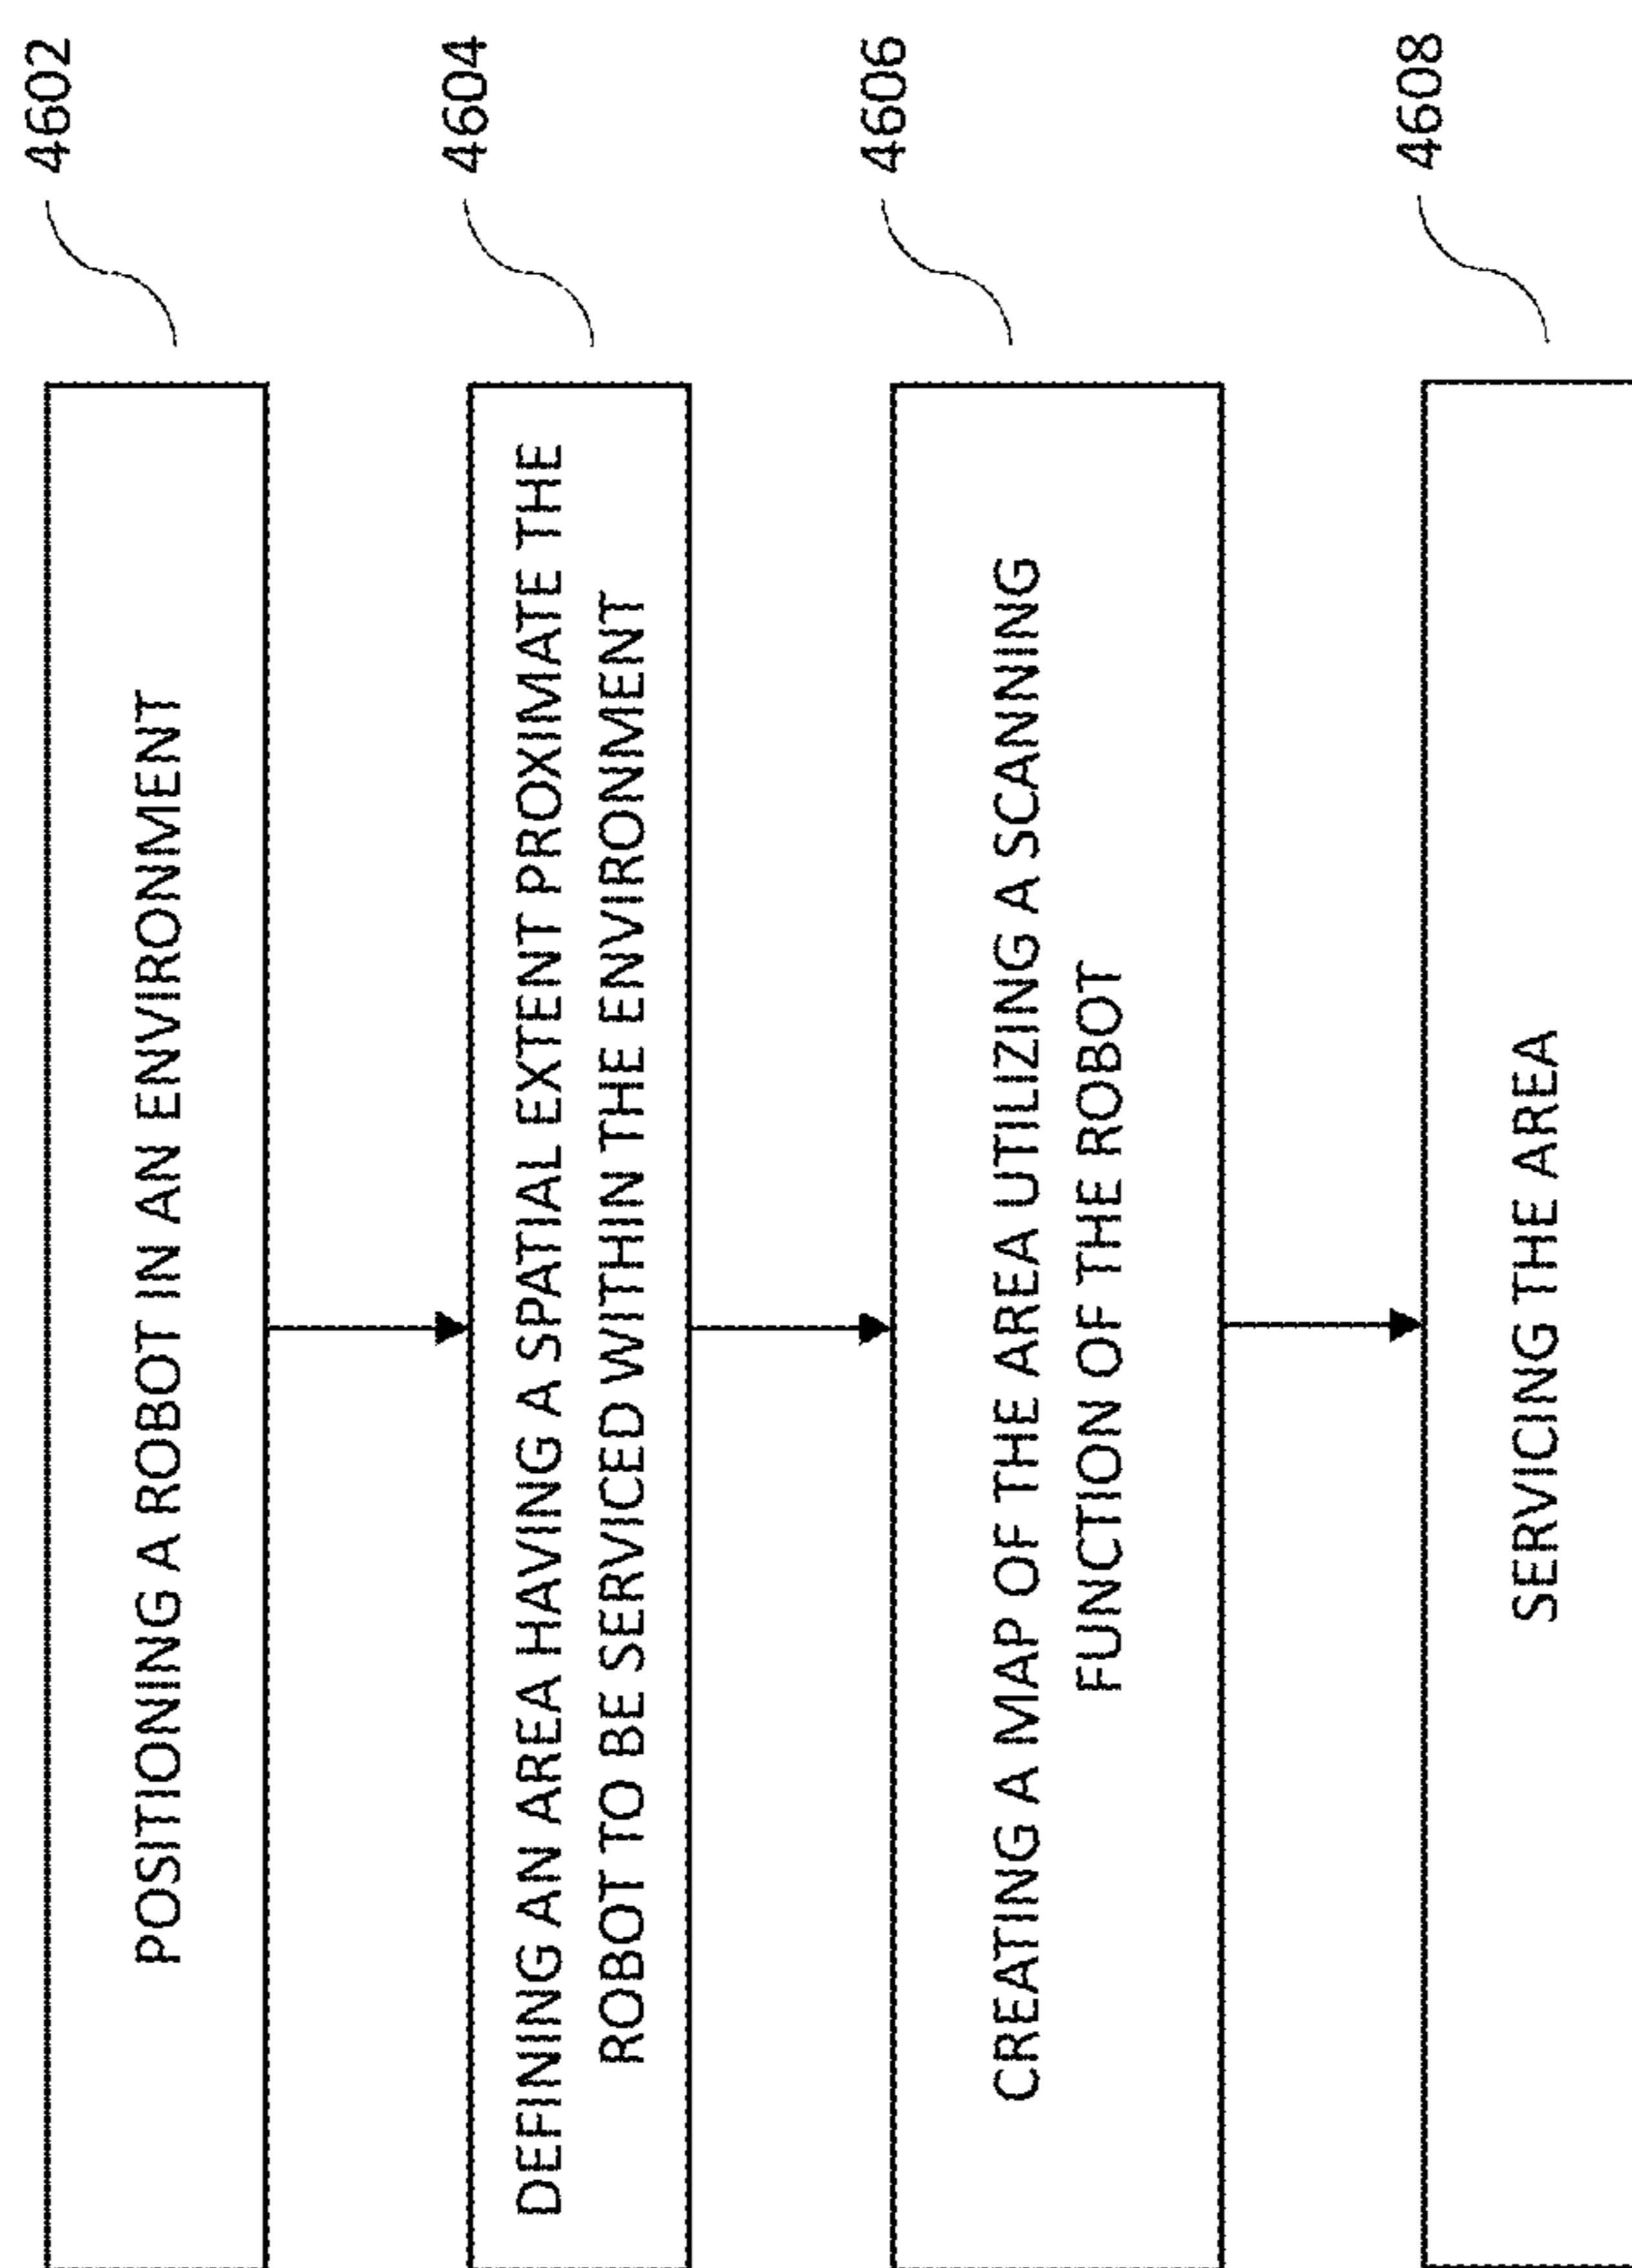 4602
POSITIONING A ROBOT IN AN ENVIRONMENT
4604
DEFINING AN AREA HAVING A SPATIAL EXTENT PROXIMATE THE
ROBOT TO BE SERVICED WITHIN THE ENVIRONMENT
4606
CREATING A MAP OF THE AREA UTILIZING A SCANNING
FUNCTION OF THE ROBOT
4608
SERVICING THE AREA